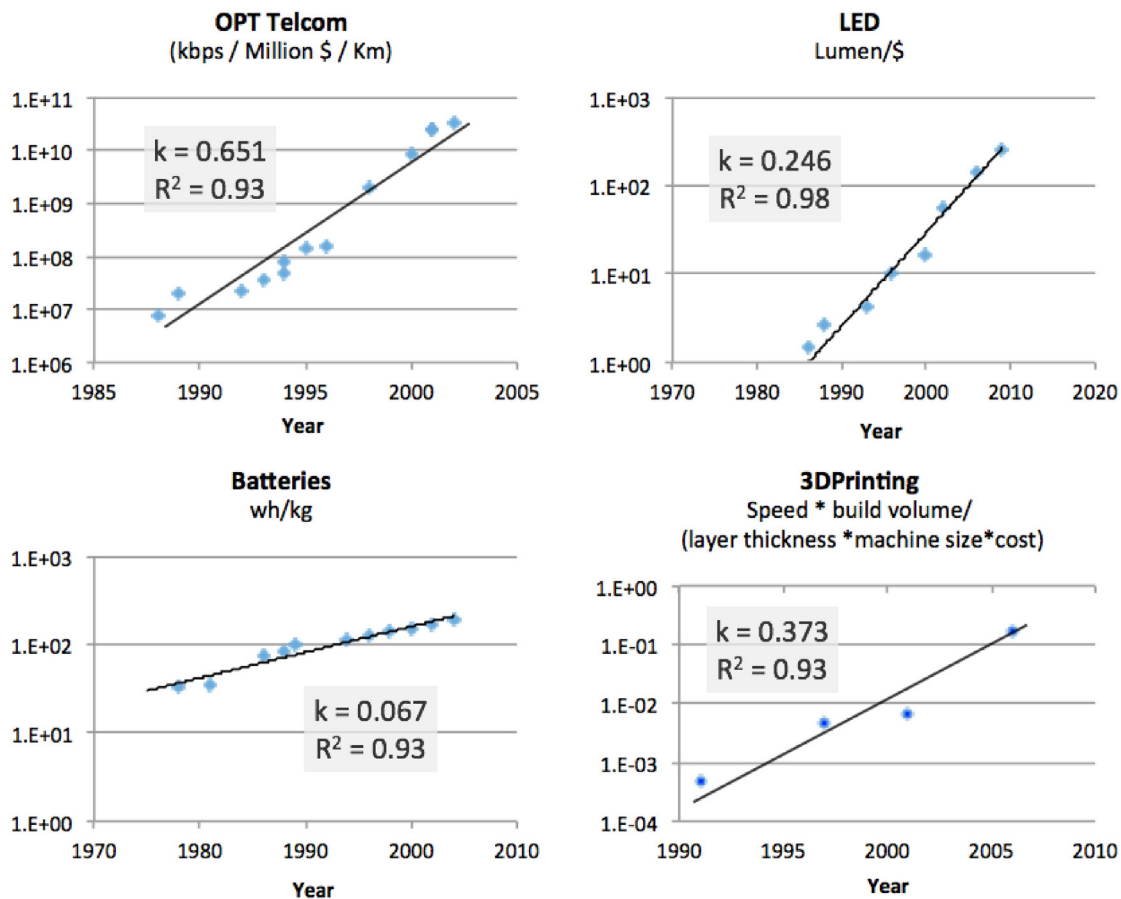 OPT Telcom
(kbps / Million $ / Km)
1.E+11
1.E+10
1.E+09
1.E+08
1.E+07
1.E+06
k = 0.651
R² = 0.93
1985 1990 1995 2000 2005
Year
LED
Lumen/$
1.E+03
1.E+02
1.E+01
1.E+00
k = 0.246
R² = 0.98
1970 1980 1990 2000 2010 2020
Year
Batteries
wh/kg
1.E+03
1.E+02
1.E+01
1.E+00
k = 0.067
R² = 0.93
1970 1980 1990 2000 2010
Year
3DPrinting
Speed * build volume/
(layer thickness *machine size*cost)
1.E+00
1.E-01
1.E-02
1.E-03
1.E-04
k = 0.373
R² = 0.93
1990 1995 2000 2005 2010
Year